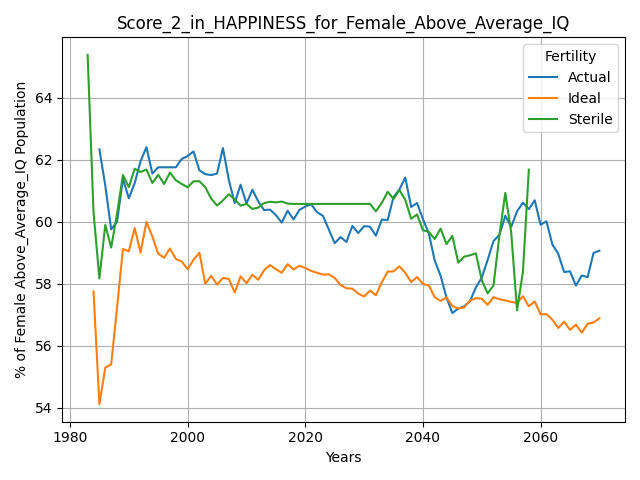 Score_2_in_HAPPINESS_for_Female_Above_Average_IQ
% of Female Above_Average_IQ Population
64
62
60
58
56
54
Fertility
Actual
Ideal
Sterile
1980 2000 2020 2040 2060
Years